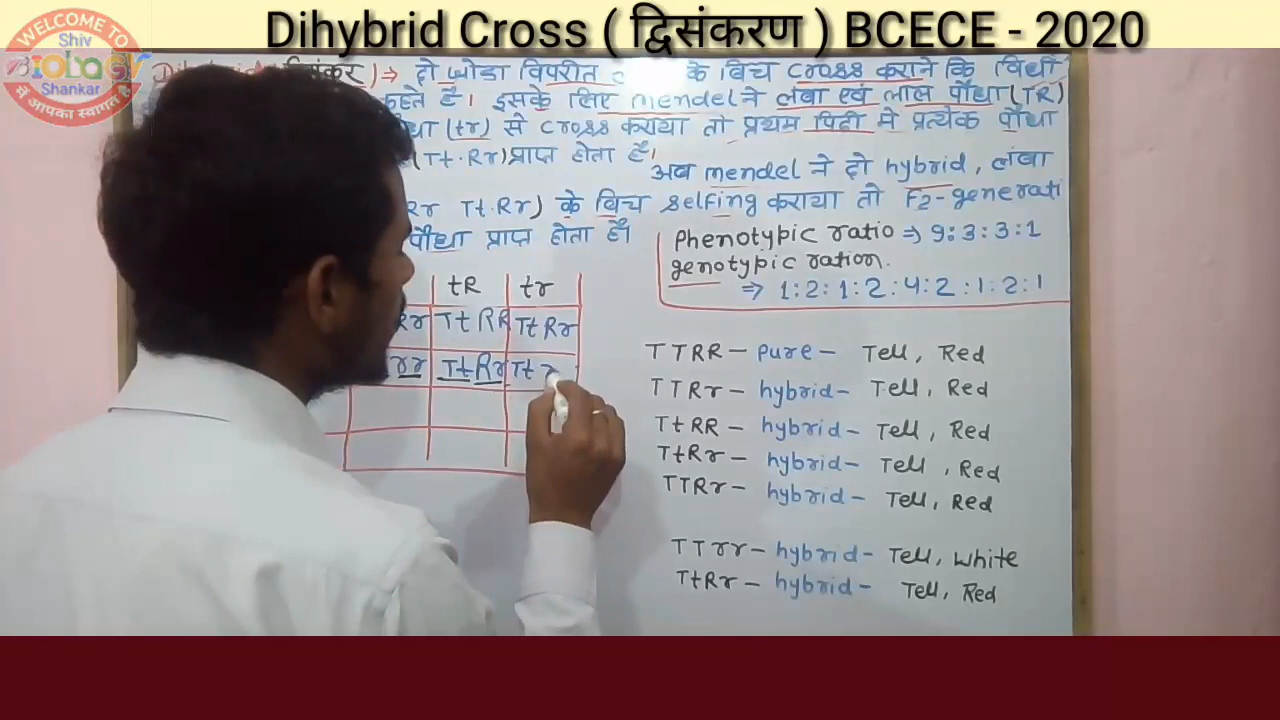 Dihybrid Cross ( द्विसंकरण ) BCECE - 2020
WELCOME TO
Shiv
BIOLOGY
Shankar
में आपका स्वागत है
) ⇒ दो जोडा विपरीत के बिच cross कराने कि विधी
कहते है। इसके लिए mendel ने लंबा एवं लाल पौधा (TR)
(tr) से cross कराया तो प्रथम पिढी मे प्रत्येक पौधा
(Tt.Rr) प्राप्त होता है।
अब mendel ने दो hybrid, लंबा
Rr Tt.Rr) के बिच selfing कराया तो F2-generati
पौधा प्राप्त होता है।
Phenotypic ratio ⇒ 9:3:3:1
genotypic ration.
⇒ 1:2:1:2:4:2:1:2:1
tR tr
Rr TtRR TtRr
rr TtRr Tt r
TTRR - pure - Tell, Red
TTRr - hybrid - Tell, Red
TtRR - hybrid - Tell, Red
TtRr - hybrid - Tell, Red
TTRr - hybrid - Tell, Red
TTrr - hybrid - Tell, white
TtRr - hybrid - Tell, Red